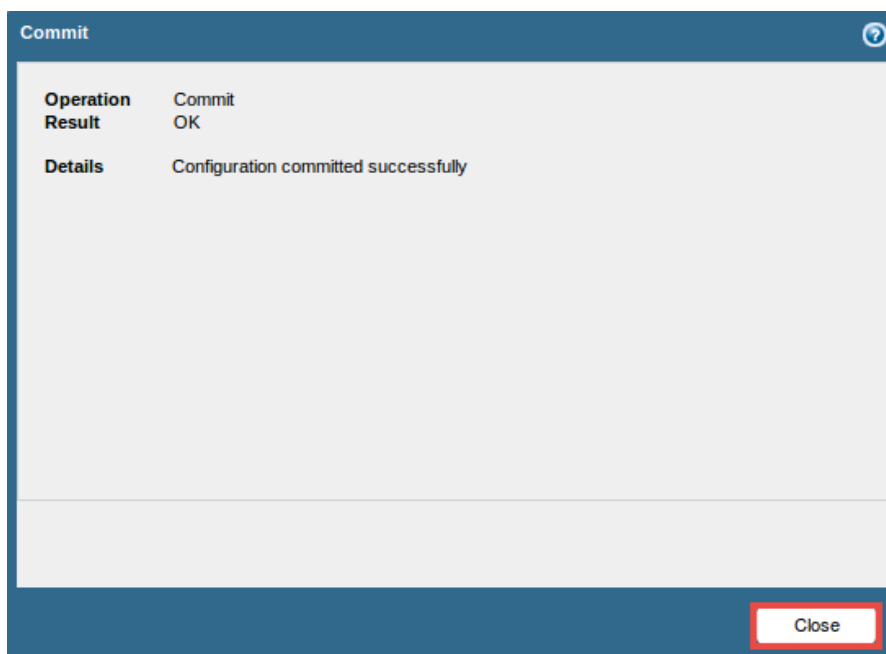 Commit
Operation Commit
Result OK
Details Configuration committed successfully
Close